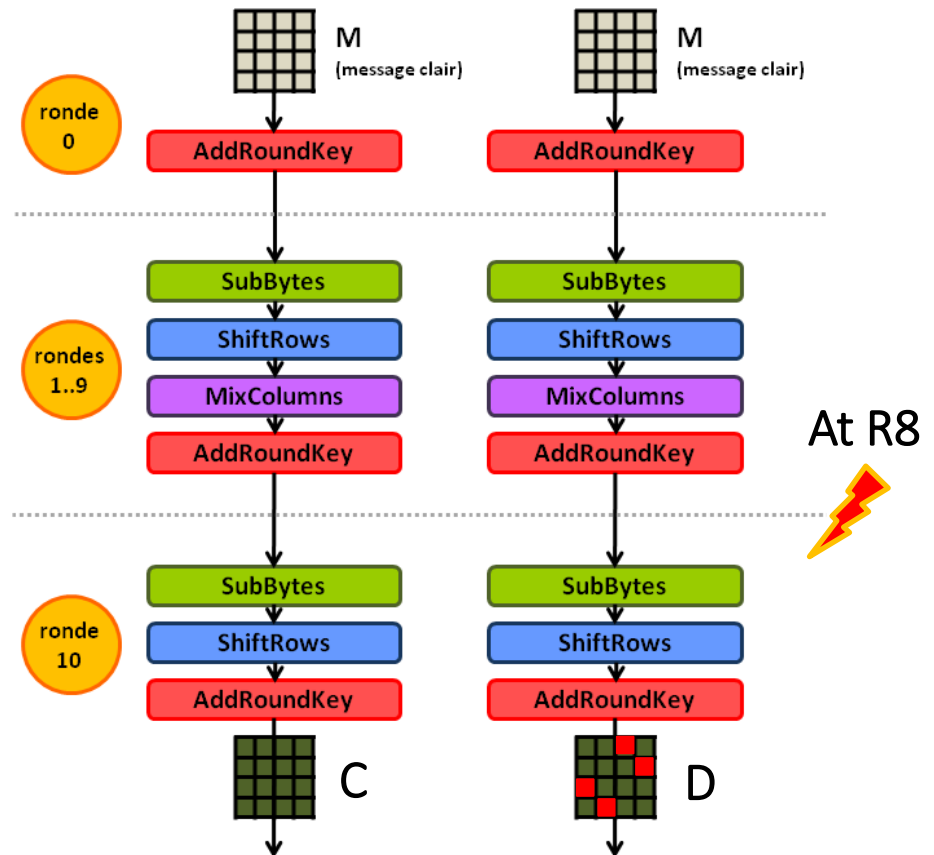 M
(message clair)
M
(message clair)
ronde
0
AddRoundKey
AddRoundKey
SubBytes
SubBytes
rondes
1..9
ShiftRows
ShiftRows
MixColumns
MixColumns
AddRoundKey
AddRoundKey
At R8
SubBytes
SubBytes
ronde
10
ShiftRows
ShiftRows
AddRoundKey
AddRoundKey
C
D